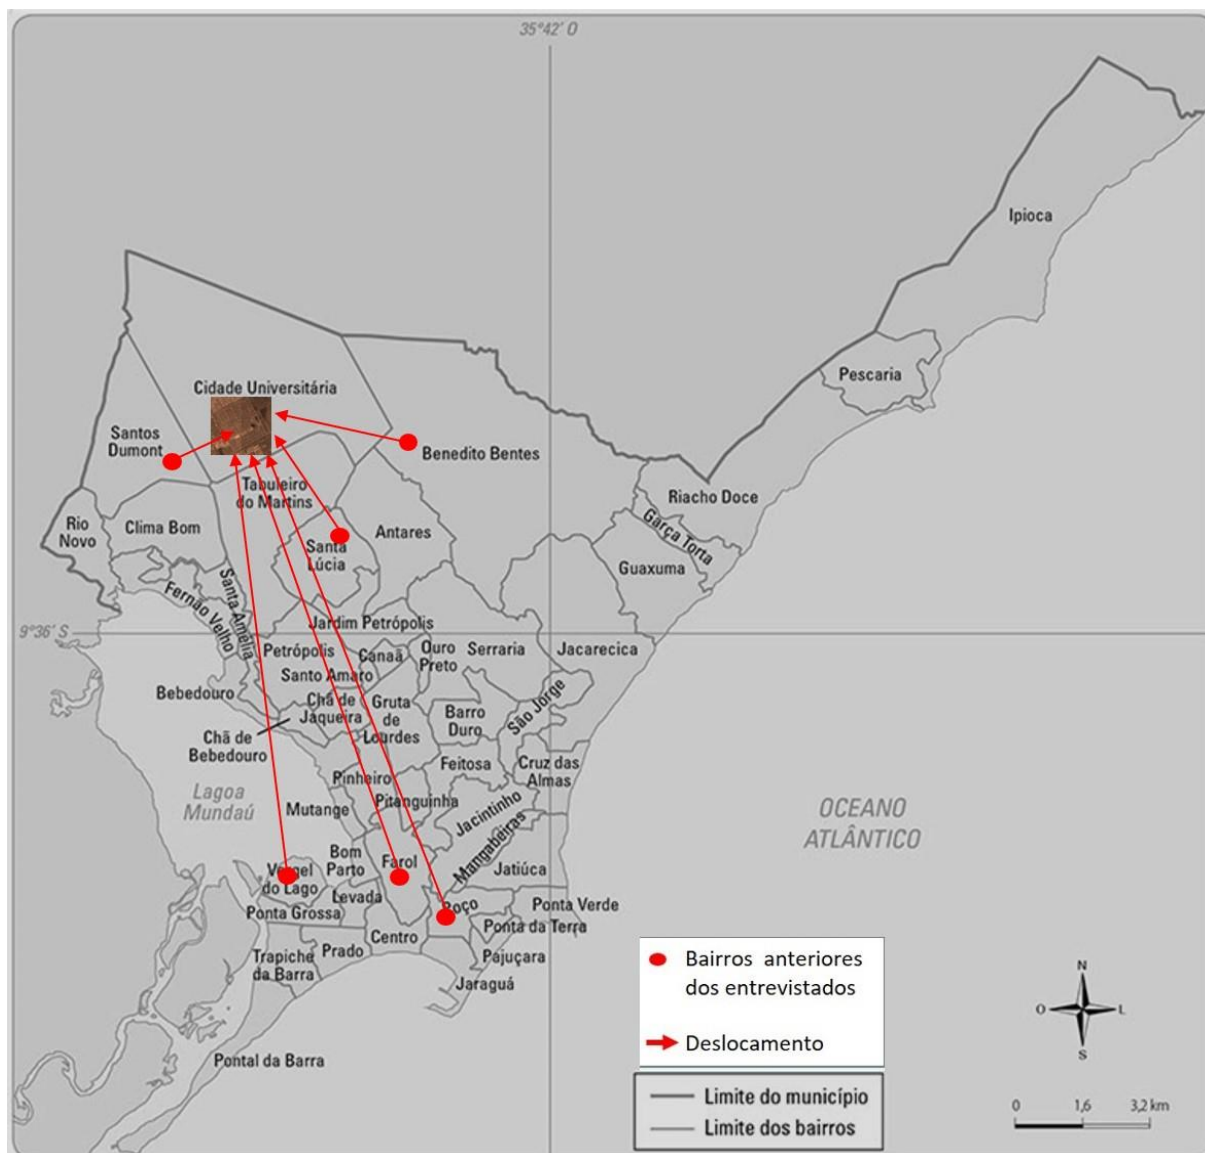 35°42' O
Ipioca
Pescaria
Cidade Universitária
Santos
Dumont
Benedito Bentes
Tabuleiro
do Martins
Riacho Doce
Rio
Novo
Clima Bom
Antares
Garça Torta
Santa
Lúcia
Guaxuma
Fernão Velho
Santa Amélia
Jardim Petrópolis
9°36' S
Petrópolis
Canaã
Ouro
Preto
Serraria
Jacarecica
Santo Amaro
Bebedouro
Chã de
Jaqueira
Gruta
de
Lourdes
Barro
Duro
São Jorge
Chã de
Bebedouro
Feitosa
Cruz das
Almas
Pinheiro
Lagoa
Mundaú
Mutange
Pitanguinha
Jacintinho
OCEANO
ATLÂNTICO
Mangabeiras
Bom
Parto
Farol
Jatiúca
Vergel
do Lago
Levada
Poço
Ponta Verde
Ponta Grossa
Ponta da Terra
Centro
Prado
Trapiche
da Barra
Pajuçara
Jaraguá
Pontal da Barra
Bairros anteriores
dos entrevistados
Deslocamento
Limite do município
Limite dos bairros
N
O
L
S
0 1,6 3,2 km